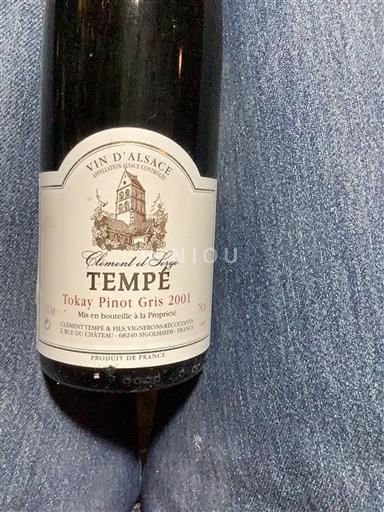 VIN D'ALSACE
APPELLATION ALSACE CONTRÔLÉE
Clément et Serge
TEMPÉ
Tokay Pinot Gris 2001
Mis en bouteille à la Propriété
CLÉMENT TEMPÉ & FILS, VIGNERONS-RÉCOLTANTS
2, RUE DU CHÂTEAU - 68240 SIGOLSHEIM - FRANCE
PRODUIT DE FRANCE